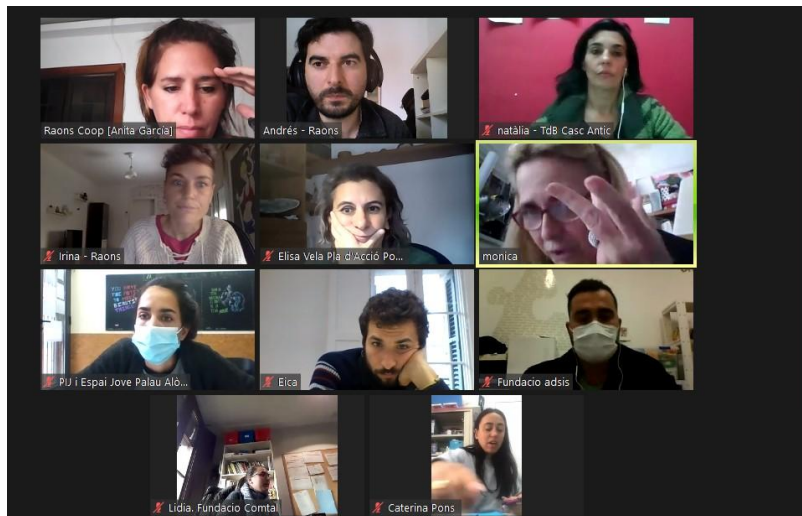 Raons Coop [Anita García]
Andrés - Raons
natàlia - TdB Casc Antic
Irina - Raons
Elisa Vela Pla d'Acció Po...
monica
PIJ i Espai Jove Palau Alò...
Eica
Fundacio adsis
Lidia. Fundacio Comtal
Caterina Pons